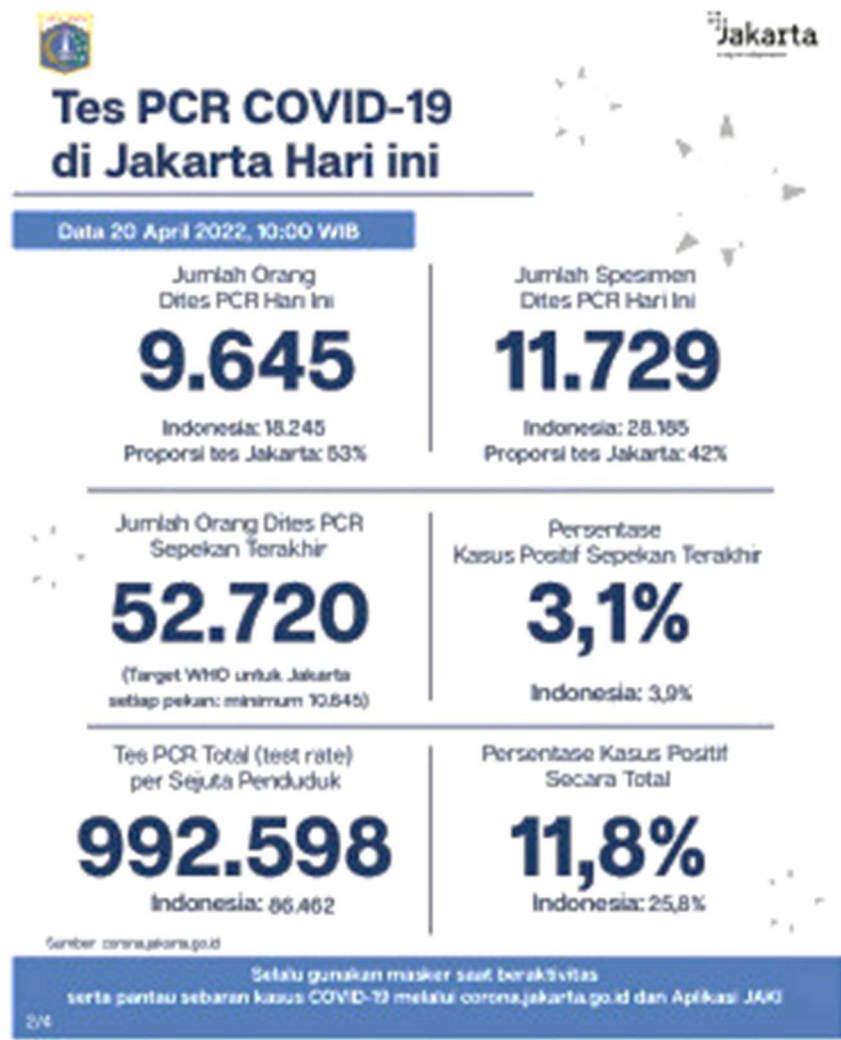 Jakarta
Tes PCR COVID-19
di Jakarta Hari ini
Data 20 April 2022, 10:00 WIB
Jumlah Orang
Dites PCR Hari Ini
9.645
Indonesia: 18.245
Proporsi tes Jakarta: 53%
Jumlah Spesimen
Dites PCR Hari Ini
11.729
Indonesia: 28.185
Proporsi tes Jakarta: 42%
Jumlah Orang Dites PCR
Sepekan Terakhir
52.720
(Target WHO untuk Jakarta
setiap pekan: minimum 10.645)
Persentase
Kasus Positif Sepekan Terakhir
3,1%
Indonesia: 3,9%
Tes PCR Total (test rate)
per Sejuta Penduduk
992.598
Indonesia: 86.462
Persentase Kasus Positif
Secara Total
11,8%
Indonesia: 25,8%
Sumber: corona.jakarta.go.id
Selalu gunakan masker saat beraktivitas
serta pantau sebaran kasus COVID-19 melalui corona.jakarta.go.id dan Aplikasi JAKI
2/4